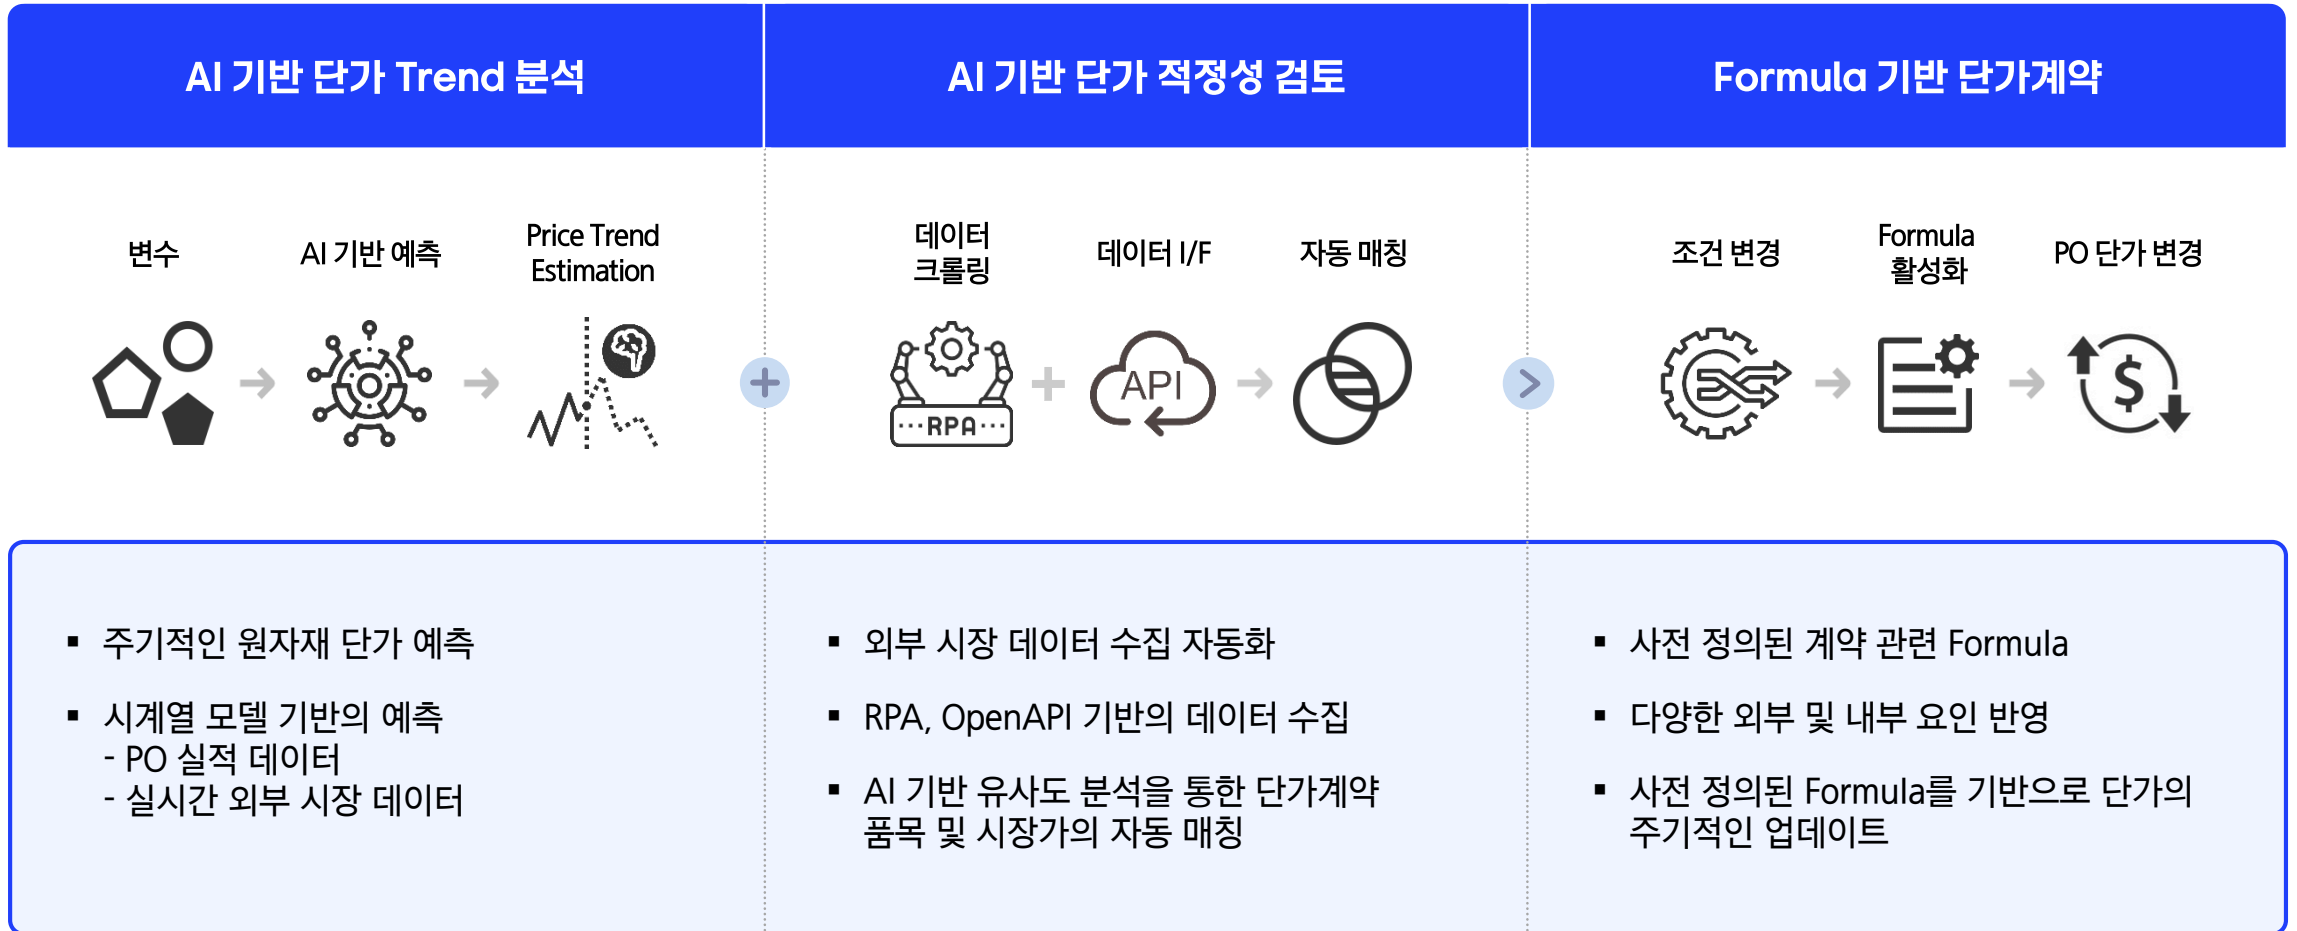 AI 기반 단가 Trend 분석
AI 기반 단가 적정성 검토
Formula 기반 단가계약
변수
AI 기반 예측
Price Trend
Estimation
데이터
크롤링
데이터 I/F
자동 매칭
조건 변경
Formula
활성화
PO 단가 변경
RPA
API
▪ 주기적인 원자재 단가 예측
▪ 시계열 모델 기반의 예측
- PO 실적 데이터
- 실시간 외부 시장 데이터
▪ 외부 시장 데이터 수집 자동화
▪ RPA, OpenAPI 기반의 데이터 수집
▪ AI 기반 유사도 분석을 통한 단가계약
품목 및 시장가의 자동 매칭
▪ 사전 정의된 계약 관련 Formula
▪ 다양한 외부 및 내부 요인 반영
▪ 사전 정의된 Formula를 기반으로 단가의
주기적인 업데이트